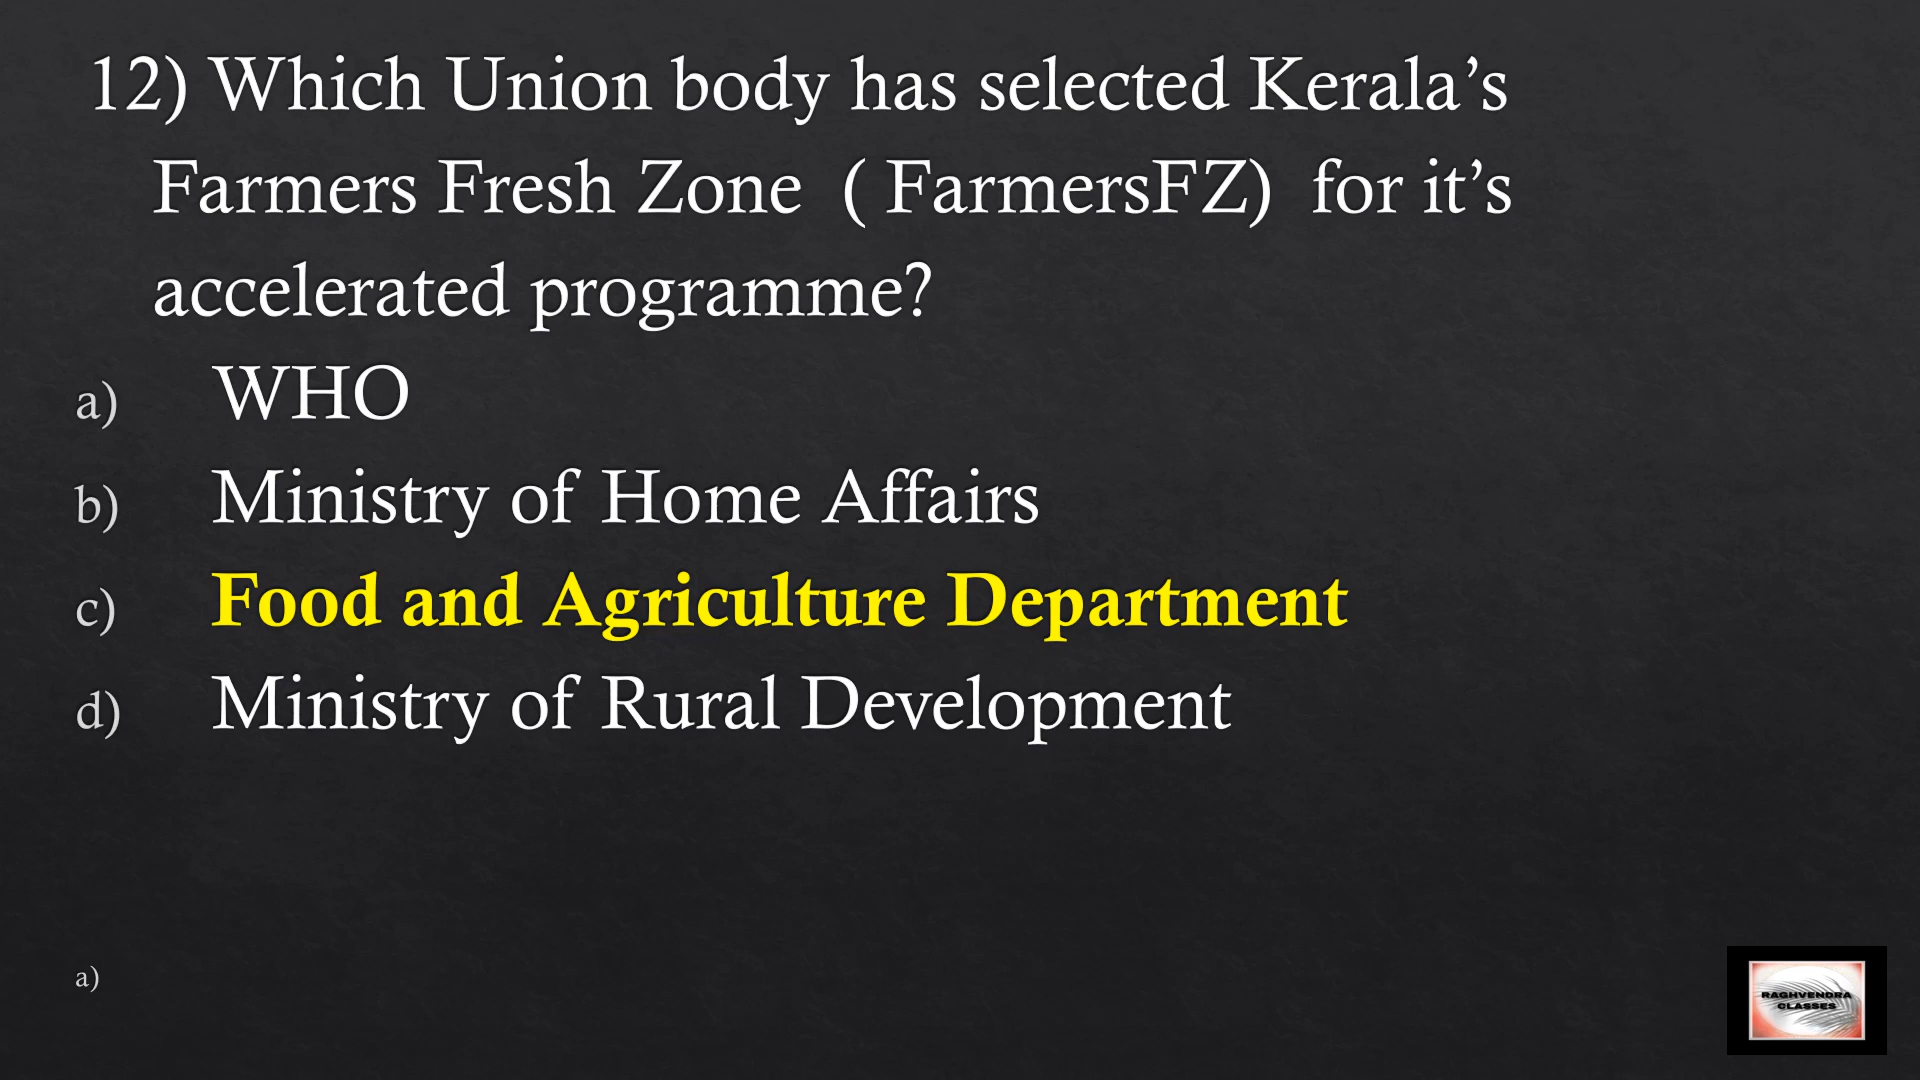 12) Which Union body has selected Kerala’s
Farmers Fresh Zone ( FarmersFZ) for it’s
accelerated programme?
a) WHO
b) Ministry of Home Affairs
c) Food and Agriculture Department
d) Ministry of Rural Development
a)
RAGHVENDRA
CLASSES